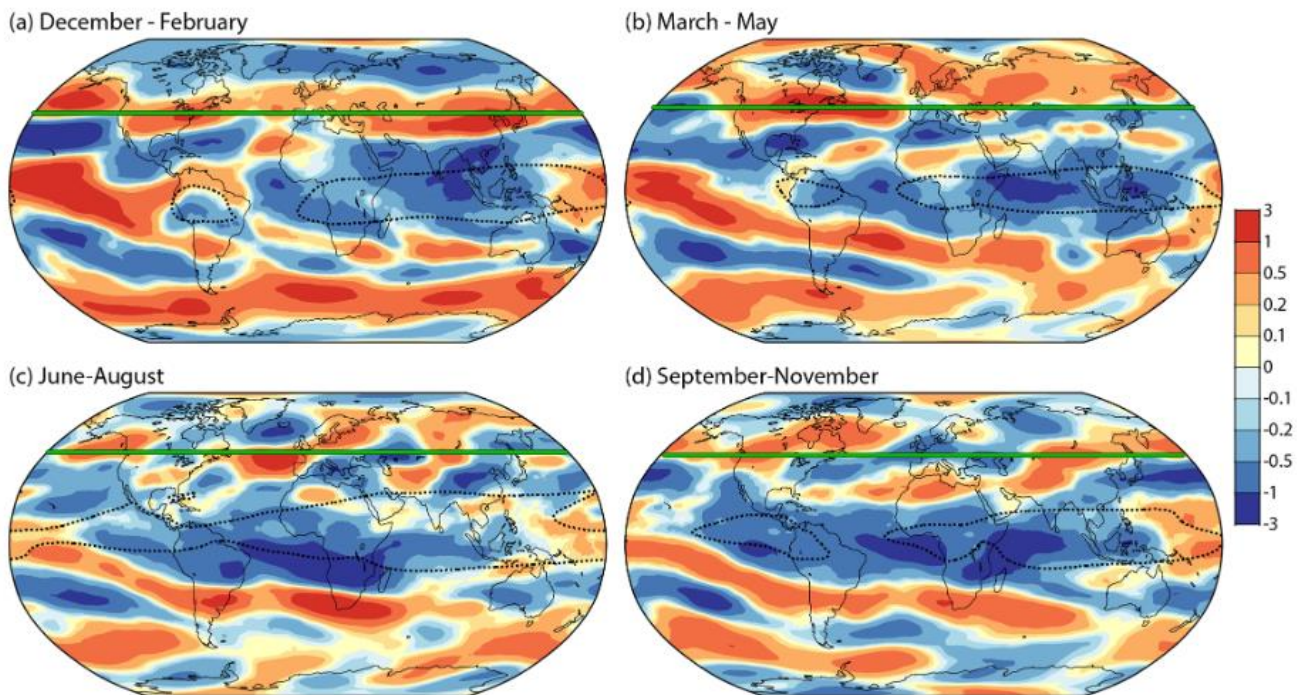 (a) December - February
(b) March - May
3
1
0.5
0.2
0.1
0
-0.1
-0.2
-0.5
-1
-3
(c) June-August
(d) September-November